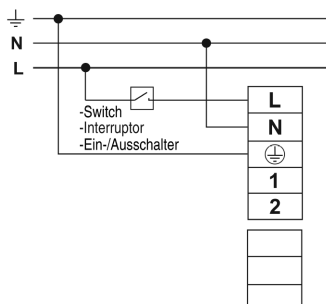 N
L
-Switch
-Interruptor
-Ein-/Ausschalter
L
N
1
2